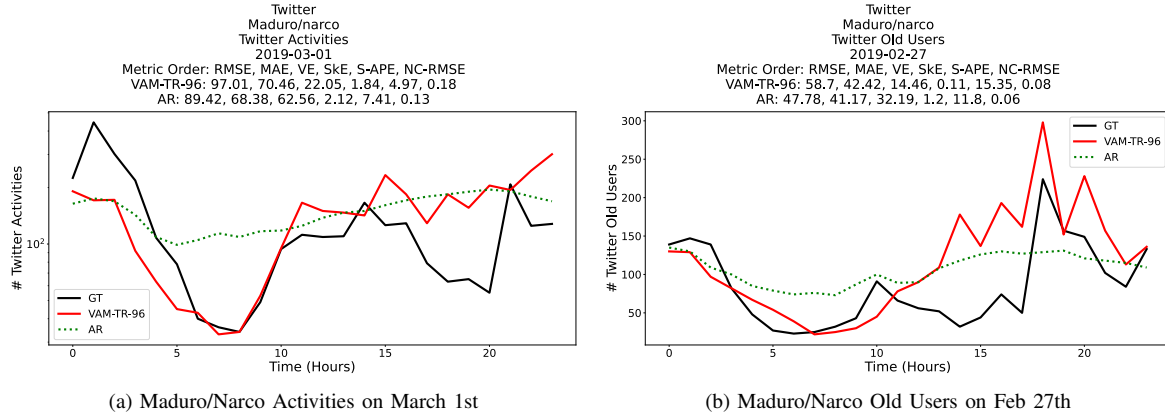 Twitter
Maduro/narco
Twitter Activities
2019-03-01
Metric Order: RMSE, MAE, VE, SkE, S-APE, NC-RMSE
VAM-TR-96: 97.01, 70.46, 22.05, 1.84, 4.97, 0.18
AR: 89.42, 68.38, 62.56, 2.12, 7.41, 0.13
# Twitter Activities
10²
GT
VAM-TR-96
AR
0 5 10 15 20
Time (Hours)
(a) Maduro/Narco Activities on March 1st
Twitter
Maduro/narco
Twitter Old Users
2019-02-27
Metric Order: RMSE, MAE, VE, SkE, S-APE, NC-RMSE
VAM-TR-96: 58.7, 42.42, 14.46, 0.11, 15.35, 0.08
AR: 47.78, 41.17, 32.19, 1.2, 11.8, 0.06
# Twitter Old Users
300
250
200
150
100
50
GT
VAM-TR-96
AR
0 5 10 15 20
Time (Hours)
(b) Maduro/Narco Old Users on Feb 27th